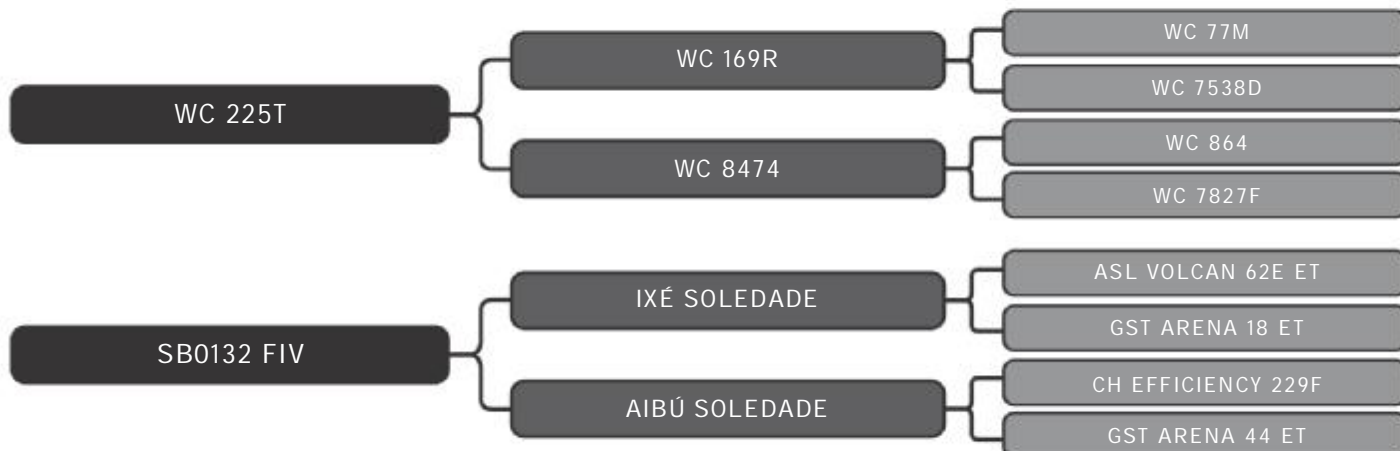 WC 225T
WC 169R
WC 77M
WC 7538D
WC 8474
WC 864
WC 7827F
SB0132 FIV
IXÉ SOLEDADE
ASL VOLCAN 62E ET
GST ARENA 18 ET
AIBÚ SOLEDADE
CH EFFICIENCY 229F
GST ARENA 44 ET